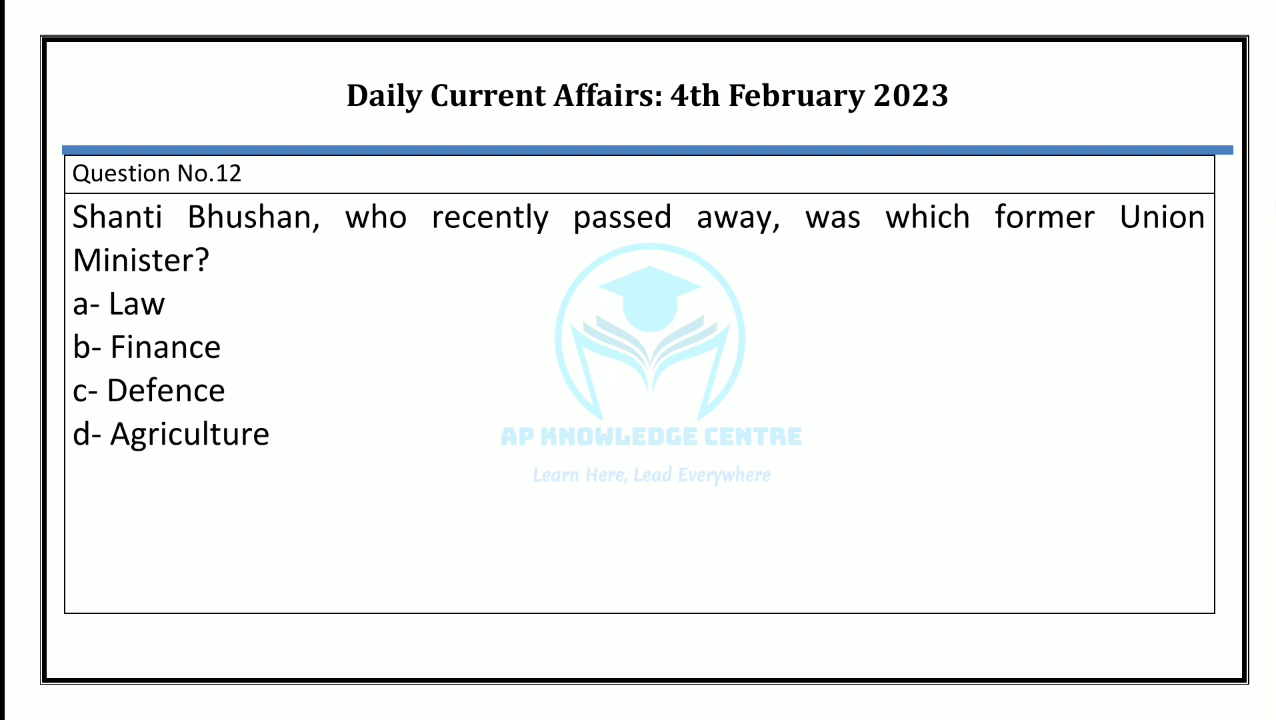 Daily Current Affairs: 4th February 2023
Question No.12
Shanti Bhushan, who recently passed away, was which former Union
Minister?
a- Law
b- Finance
c- Defence
d- Agriculture
AP KNOWLEDGE CENTRE
Learn Here, Lead Everywhere